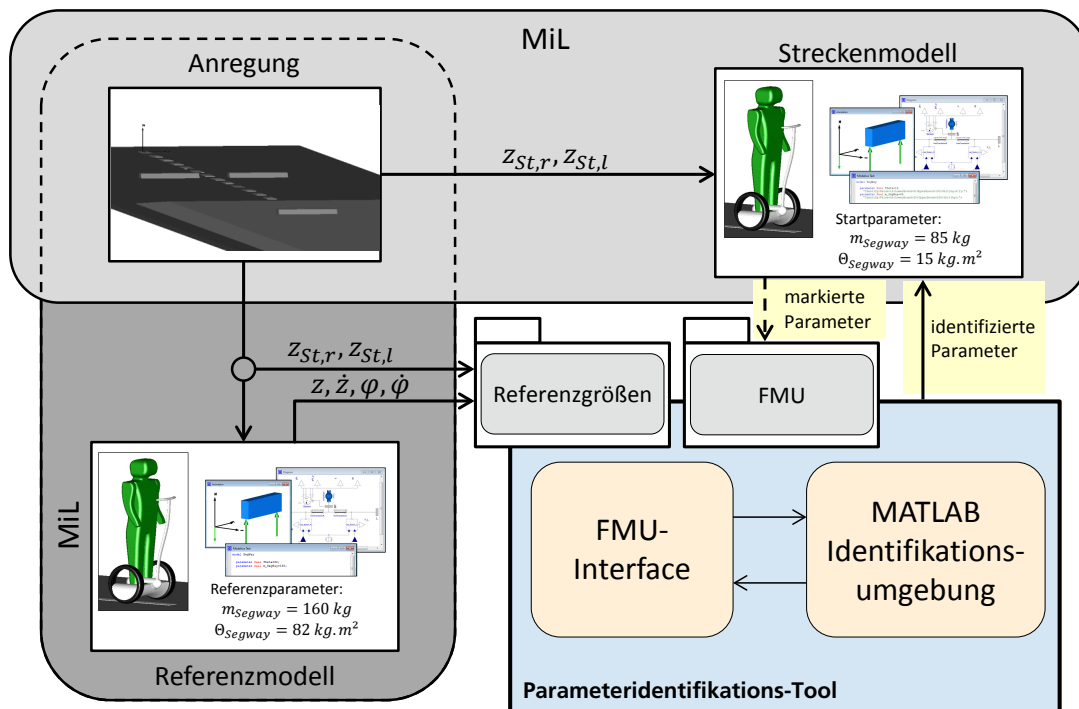 MiL
Anregung
Streckenmodell
z_{St,r}, z_{St,l}
Startparameter:
m_{Segway} = 85 kg
Θ_{Segway} = 15 kg.m²
markierte
Parameter
identifizierte
Parameter
z_{St,r}, z_{St,l}
z, ż, φ, φ̇
Referenzgrößen
FMU
MiL
Referenzparameter:
m_{Segway} = 160 kg
Θ_{Segway} = 82 kg.m²
Referenzmodell
FMU-
Interface
MATLAB
Identifikations-
umgebung
Parameteridentifikations-Tool